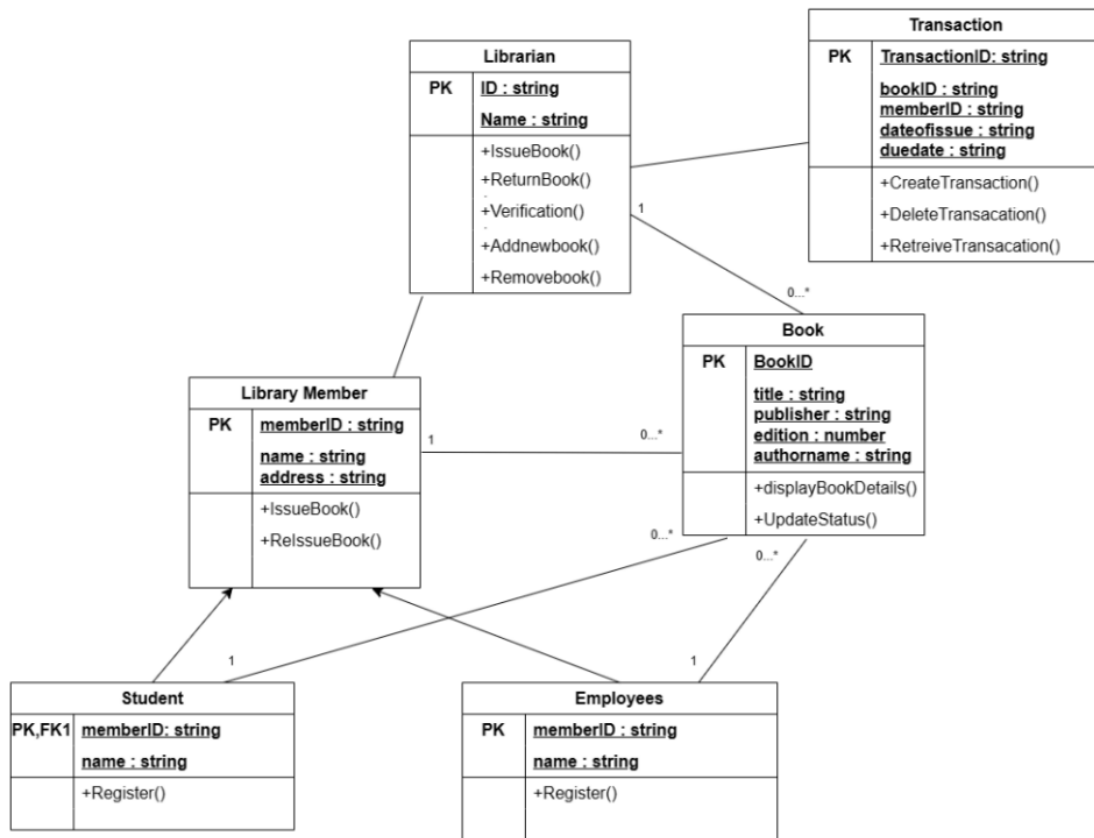 Transaction
PK
TransactionID: string
bookID : string
memberID : string
dateofissue : string
duedate : string
+CreateTransaction()
+DeleteTransacation()
+RetreiveTransacation()
Librarian
PK
ID : string
Name : string
+IssueBook()
+ReturnBook()
+Verification()
+Addnewbook()
+Removebook()
1
0...*
Book
PK
BookID
title : string
publisher : string
edition : number
authorname : string
+displayBookDetails()
+UpdateStatus()
Library Member
PK
memberID : string
name : string
address : string
+IssueBook()
+ReIssueBook()
1
0...*
0...*
0...*
1
1
Student
PK,FK1
memberID: string
name : string
+Register()
Employees
PK
memberID : string
name : string
+Register()